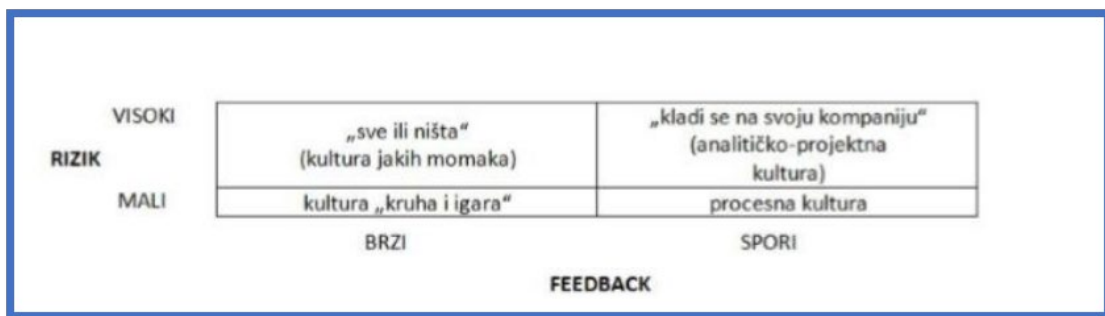 VISOKI
RIZIK
MALI
„sve ili ništa“
(kultura jakih momaka)
„kladi se na svoju kompaniju“
(analitičko-projektna
kultura)
kultura „kruha i igara“
procesna kultura
BRZI
SPORI
FEEDBACK